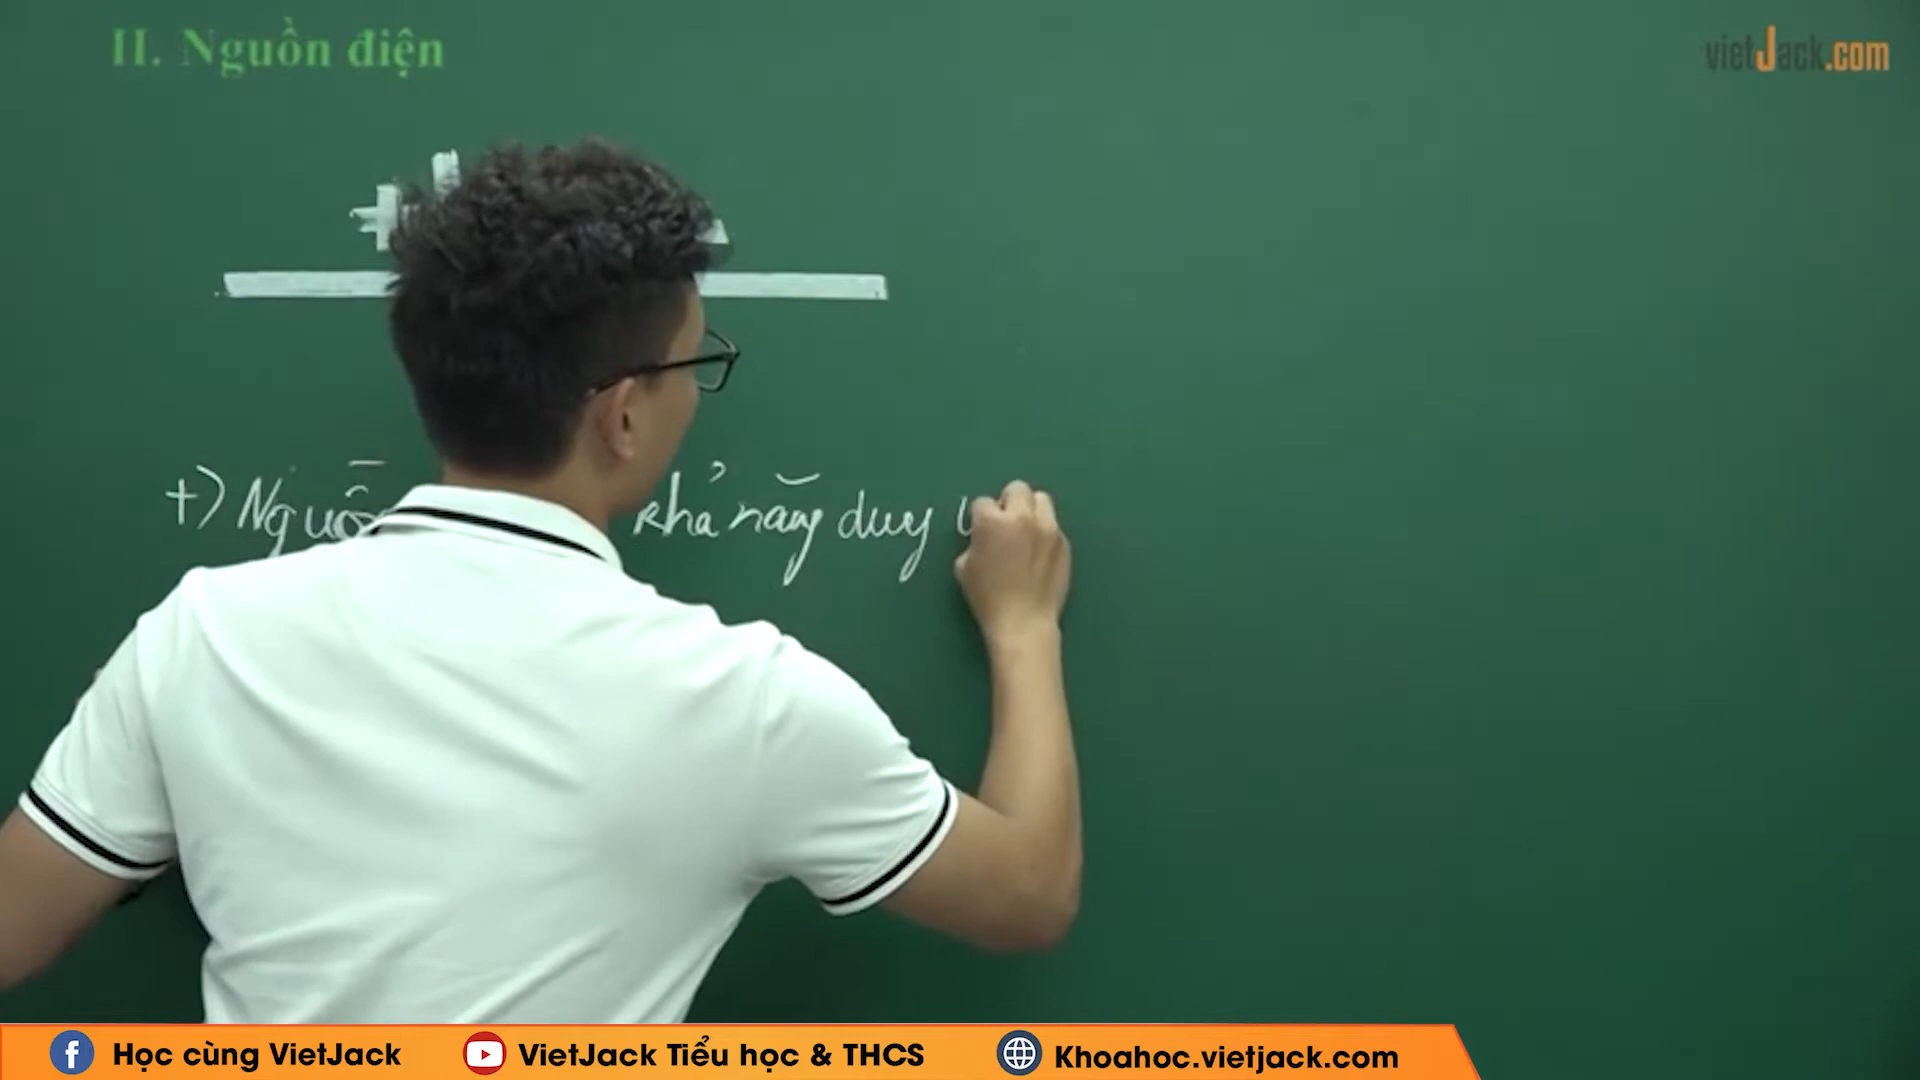 II. Nguồn điện
vietJack.com
+) Nguồ khả năng duy
Học cùng VietJack
VietJack Tiểu học & THCS
Khoahoc.vietjack.com